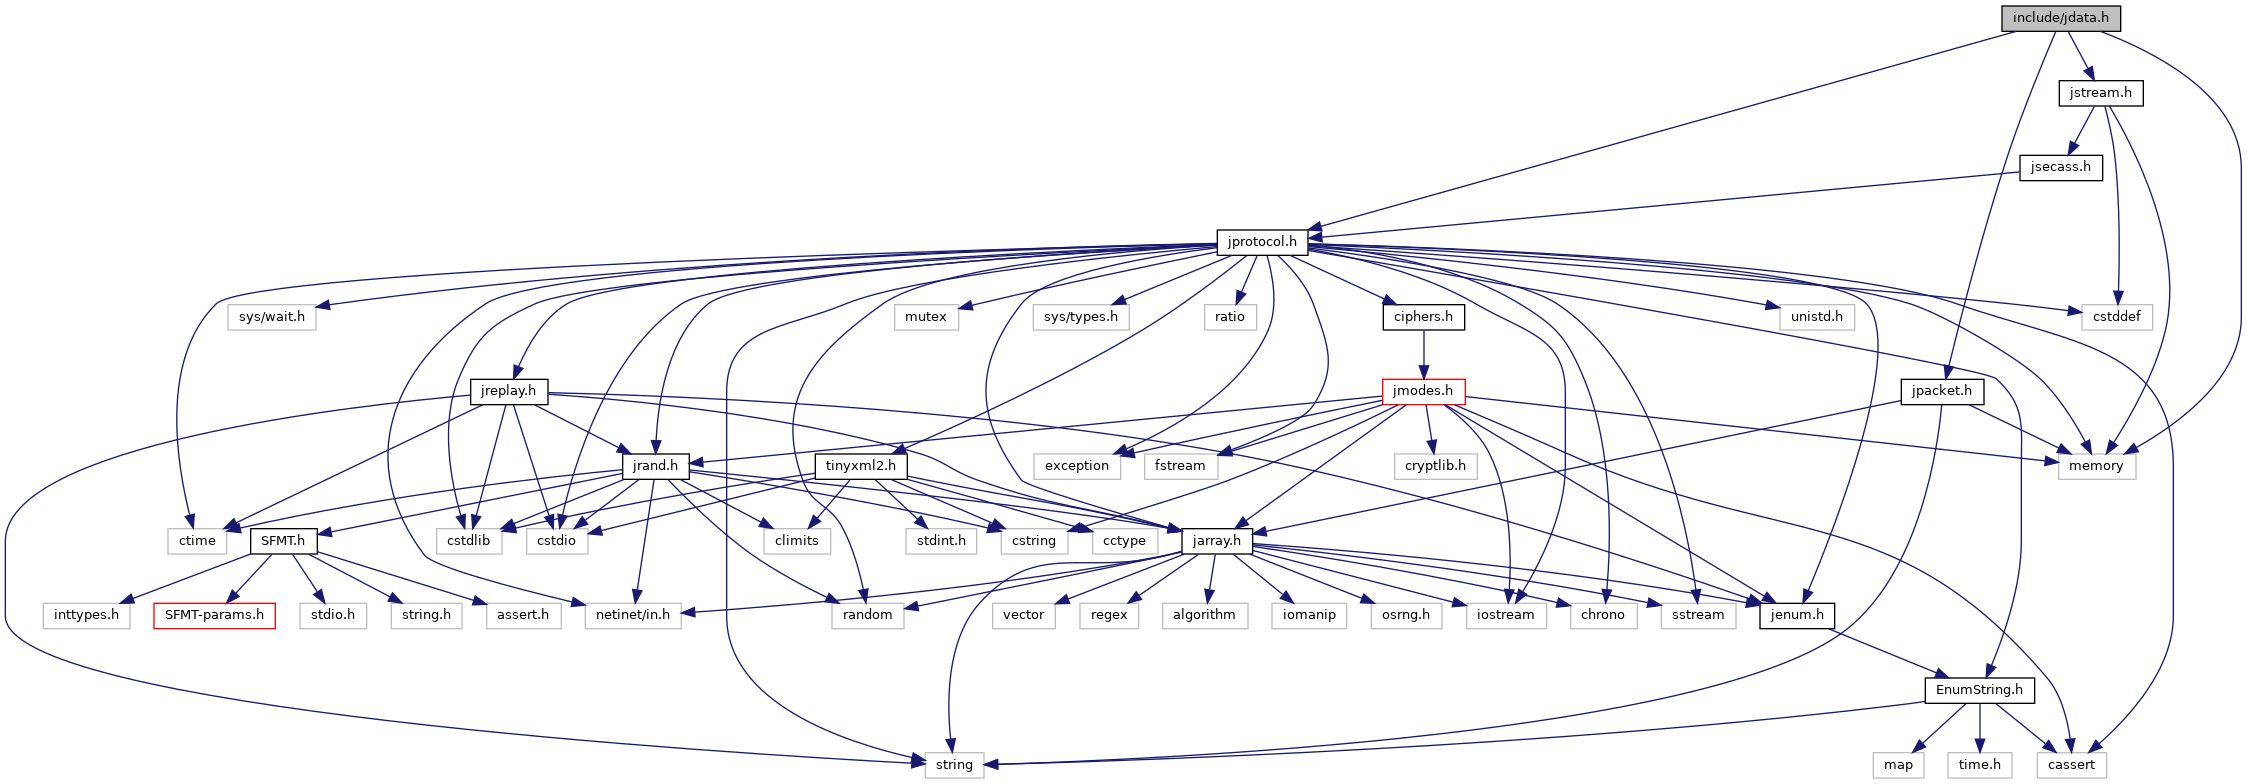 include/jdata.h
jstream.h
jsecass.h
jprotocol.h
sys/wait.h
mutex
sys/types.h
ratio
ciphers.h
unistd.h
cstddef
jreplay.h
jmodes.h
jpacket.h
jrand.h
tinyxml2.h
exception
fstream
cryptlib.h
memory
ctime
SFMT.h
cstdlib
cstdio
climits
stdint.h
cstring
cctype
jarray.h
inttypes.h
SFMT-params.h
stdio.h
string.h
assert.h
netinet/in.h
random
vector
regex
algorithm
iomanip
osrng.h
iostream
chrono
sstream
jenum.h
EnumString.h
string
map
time.h
cassert